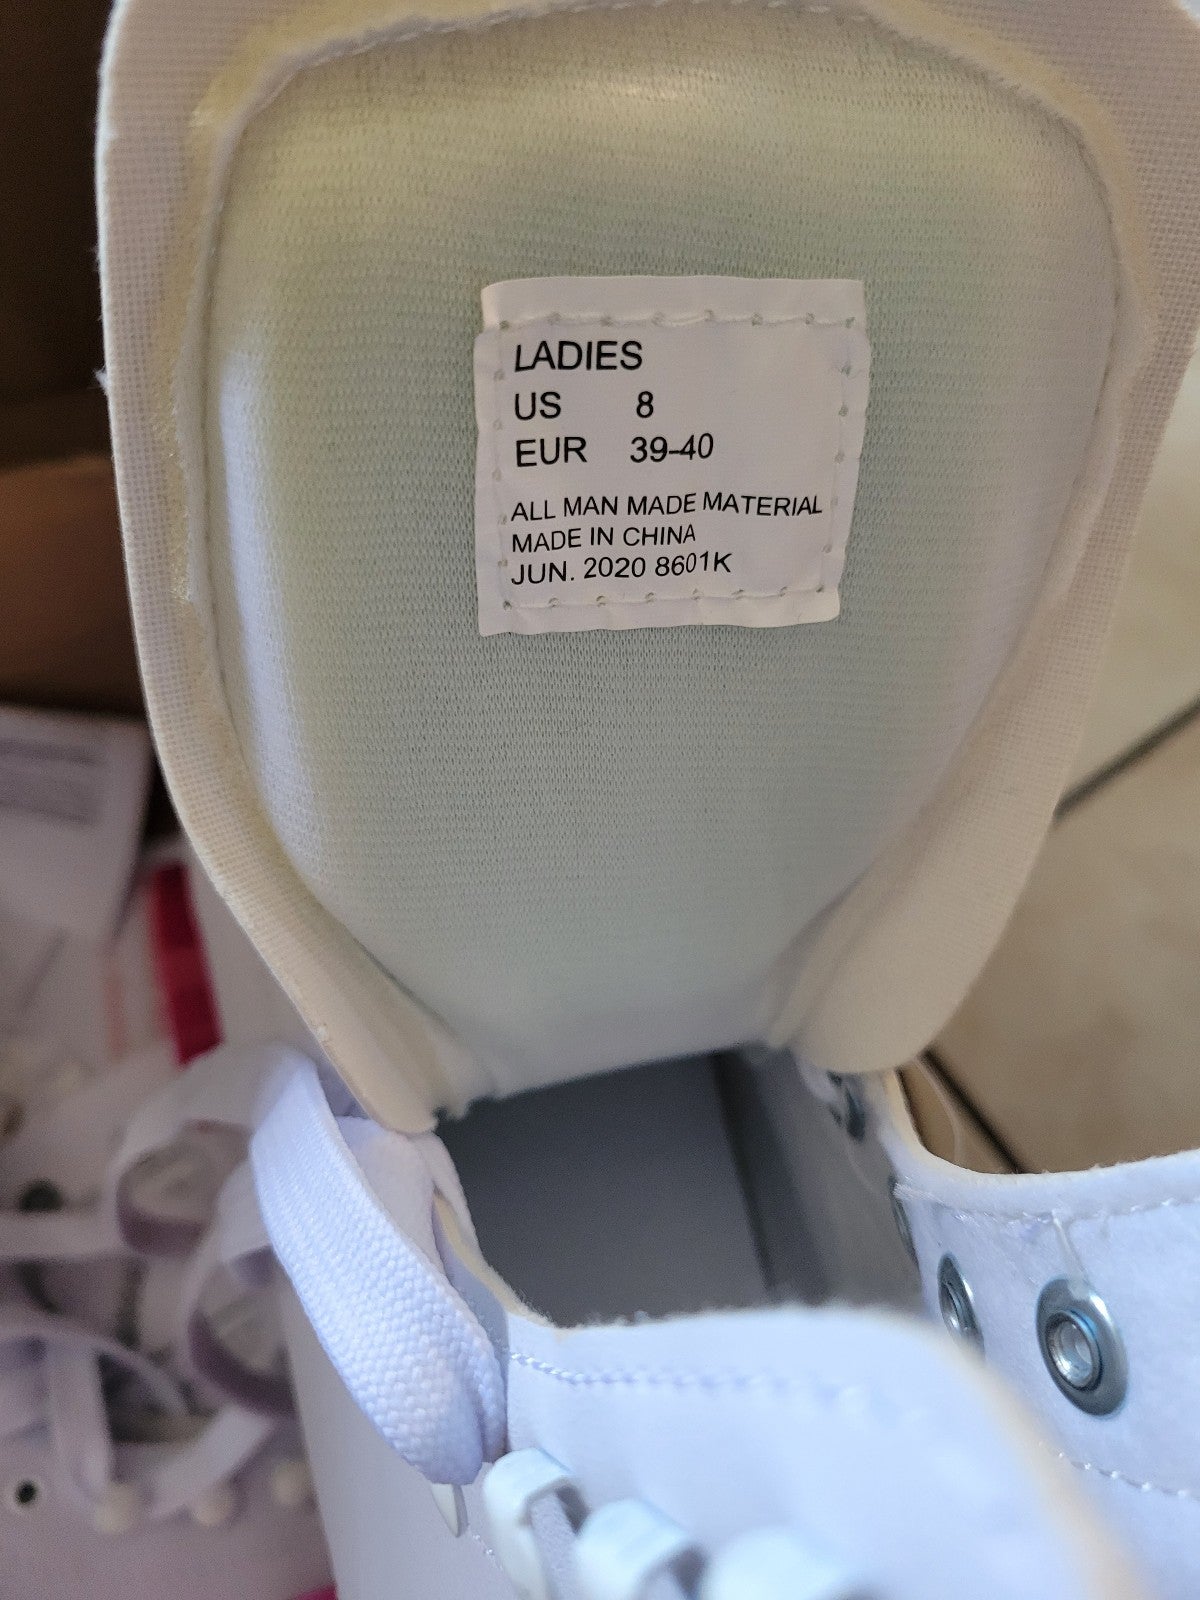 LADIES
US 8
EUR 39-40
ALL MAN MADE MATERIAL
MADE IN CHINA
JUN. 2020 8601K